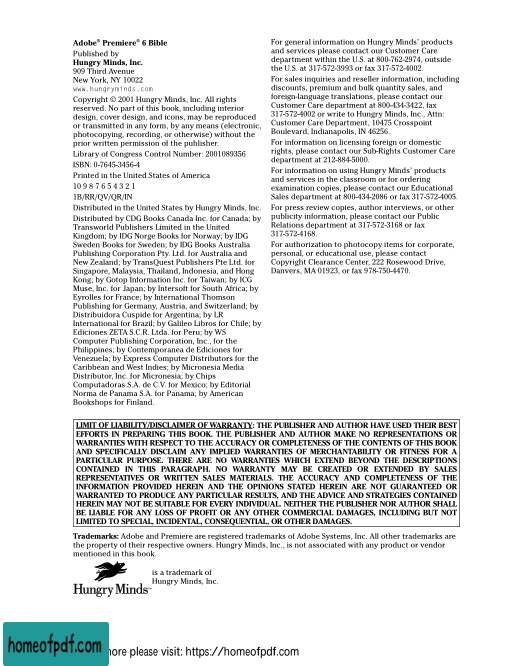 Adobe® Premiere® 6 Bible
Published by
Hungry Minds, Inc.
909 Third Avenue
New York, NY 10022
www.hungryminds.com
Copyright © 2001 Hungry Minds, Inc. All rights
reserved. No part of this book, including interior
design, cover design, and icons, may be reproduced
or transmitted in any form, by any means (electronic,
photocopying, recording, or otherwise) without the
prior written permission of the publisher.
Library of Congress Control Number: 2001089356
ISBN: 0-7645-3456-4
Printed in the United States of America
10 9 8 7 6 5 4 3 2 1
1B/RR/QV/QR/IN
Distributed in the United States by Hungry Minds, Inc.
Distributed by CDG Books Canada Inc. for Canada; by
Transworld Publishers Limited in the United
Kingdom; by IDG Norge Books for Norway; by IDG
Sweden Books for Sweden; by IDG Books Australia
Publishing Corporation Pty. Ltd. for Australia and
New Zealand; by TransQuest Publishers Pte Ltd. for
Singapore, Malaysia, Thailand, Indonesia, and Hong
Kong; by Gotop Information Inc. for Taiwan; by ICG
Muse, Inc. for Japan; by Intersoft for South Africa; by
Eyrolles for France; by International Thomson
Publishing for Germany, Austria, and Switzerland; by
Distribuidora Cuspide for Argentina; by LR
International for Brazil; by Galileo Libros for Chile; by
Ediciones ZETA S.C.R. Ltda. for Peru; by WS
Computer Publishing Corporation, Inc., for the
Philippines; by Contemporanea de Ediciones for
Venezuela; by Express Computer Distributors for the
Caribbean and West Indies; by Micronesia Media
Distributor, Inc. for Micronesia; by Chips
Computadoras S.A. de C.V. for Mexico; by Editorial
Norma de Panama S.A. for Panama; by American
Bookshops for Finland.
For general information on Hungry Minds' products
and services please contact our Customer Care
department within the U.S. at 800-762-2974, outside
the U.S. at 317-572-3993 or fax 317-572-4002.
For sales inquiries and reseller information, including
discounts, premium and bulk quantity sales, and
foreign-language translations, please contact our
Customer Care department at 800-434-3422, fax
317-572-4002 or write to Hungry Minds, Inc., Attn:
Customer Care Department, 10475 Crosspoint
Boulevard, Indianapolis, IN 46256.
For information on licensing foreign or domestic
rights, please contact our Sub-Rights Customer Care
department at 212-884-5000.
For information on using Hungry Minds' products
and services in the classroom or for ordering
examination copies, please contact our Educational
Sales department at 800-434-2086 or fax 317-572-4005.
For press review copies, author interviews, or other
publicity information, please contact our Public
Relations department at 317-572-3168 or fax
317-572-4168.
For authorization to photocopy items for corporate,
personal, or educational use, please contact
Copyright Clearance Center, 222 Rosewood Drive,
Danvers, MA 01923, or fax 978-750-4470.
LIMIT OF LIABILITY/DISCLAIMER OF WARRANTY: THE PUBLISHER AND AUTHOR HAVE USED THEIR BEST
EFFORTS IN PREPARING THIS BOOK. THE PUBLISHER AND AUTHOR MAKE NO REPRESENTATIONS OR
WARRANTIES WITH RESPECT TO THE ACCURACY OR COMPLETENESS OF THE CONTENTS OF THIS BOOK
AND SPECIFICALLY DISCLAIM ANY IMPLIED WARRANTIES OF MERCHANTABILITY OR FITNESS FOR A
PARTICULAR PURPOSE. THERE ARE NO WARRANTIES WHICH EXTEND BEYOND THE DESCRIPTIONS
CONTAINED IN THIS PARAGRAPH. NO WARRANTY MAY BE CREATED OR EXTENDED BY SALES
REPRESENTATIVES OR WRITTEN SALES MATERIALS. THE ACCURACY AND COMPLETENESS OF THE
INFORMATION PROVIDED HEREIN AND THE OPINIONS STATED HEREIN ARE NOT GUARANTEED OR
WARRANTED TO PRODUCE ANY PARTICULAR RESULTS, AND THE ADVICE AND STRATEGIES CONTAINED
HEREIN MAY NOT BE SUITABLE FOR EVERY INDIVIDUAL. NEITHER THE PUBLISHER NOR AUTHOR SHALL
BE LIABLE FOR ANY LOSS OF PROFIT OR ANY OTHER COMMERCIAL DAMAGES, INCLUDING BUT NOT
LIMITED TO SPECIAL, INCIDENTAL, CONSEQUENTIAL, OR OTHER DAMAGES.
Trademarks: Adobe and Premiere are registered trademarks of Adobe Systems, Inc. All other trademarks are
the property of their respective owners. Hungry Minds, Inc., is not associated with any product or vendor
mentioned in this book.
is a trademark of
Hungry Minds, Inc.
Hungry Minds™
homeofpdf.com
more please visit: https://homeofpdf.com